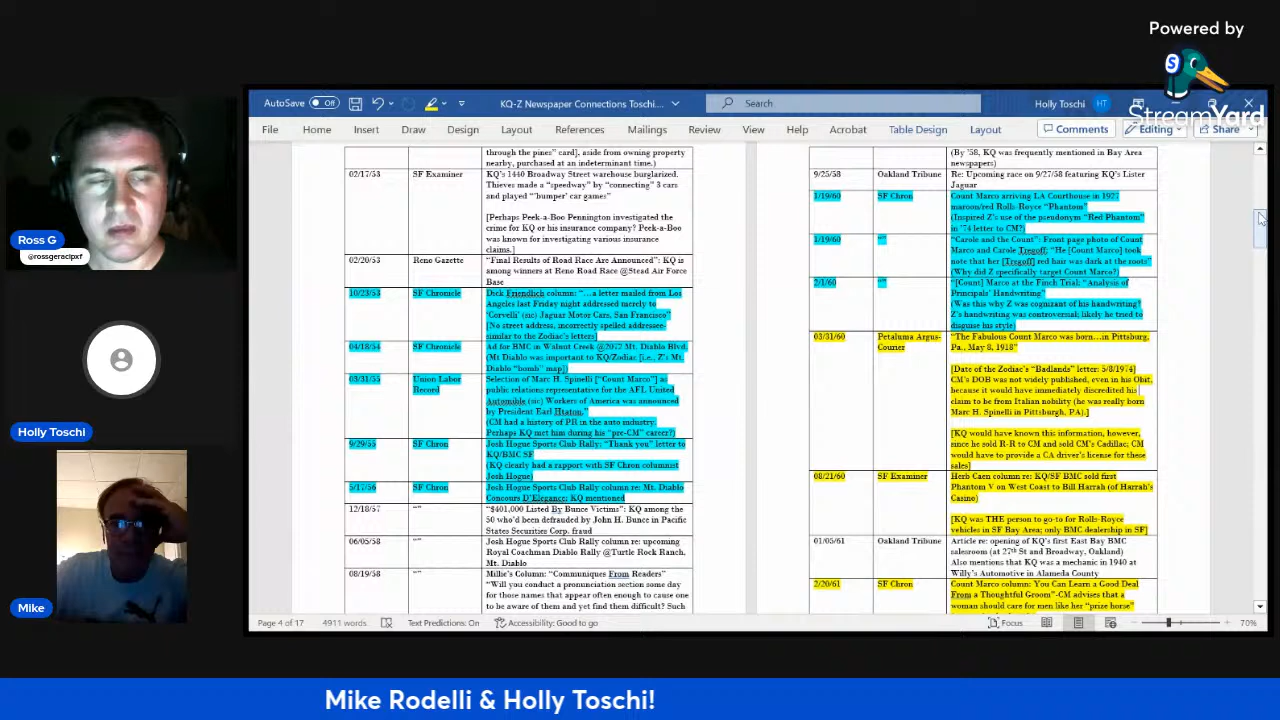 Powered by
S
StreamYard
AutoSave
Off
KQ-Z Newspaper Connections Toschi...
Search
Holly Toschi
HT
File
Home
Insert
Draw
Design
Layout
References
Mailings
Review
View
Help
Acrobat
Table Design
Layout
Comments
Editing
Share
through the pines" card], aside from owning property
nearby, purchased at an indeterminant time.)
02/17/53
SF Examiner
KQ's 1440 Broadway Street warehouse burglarized.
Thieves made a "speedway" by "connecting" 3 cars
and played "'bumper' car games"
[Perhaps Peek-a-Boo Pennington investigated the
crime for KQ or his insurance company? Peek-a-Boo
was known for investigating various insurance
claims.]
02/20/53
Reno Gazette
"Final Results of Road Race Are Announced": KQ is
among winners at Reno Road Race @Stead Air Force
Base
10/23/53
SF Chronicle
Dick Friendlich column: "...a letter mailed from Los
Angeles last Friday night addressed merely to
'Corvelli' (sic) Jaguar Motor Cars, San Francisco"
[No street address, incorrectly spelled addressee-
similar to the Zodiac's letters]
04/18/54
SF Chronicle
Ad for BMC in Walnut Creek @2072 Mt. Diablo Blvd.
(Mt Diablo was important to KQ/Zodiac [i.e., Z's Mt.
Diablo "bomb" map])
03/31/55
Union Labor
Record
Selection of Marc H. Spinelli ["Count Marco"] as
public relations representative for the AFL United
Automible (sic) Workers of America was announced
by President Earl Htaton."
(CM had a history of PR in the auto industry.
Perhaps KQ met him during his "pre-CM" career?)
9/29/55
SF Chron
Josh Hogue Sports Club Rally: "Thank you" letter to
KQ/BMC SF
(KQ clearly had a rapport with SF Chron columnist
Josh Hogue)
5/17/56
SF Chron
Josh Hogue Sports Club Rally column re: Mt. Diablo
Concours D'Elegance; KQ mentioned
12/18/57
""
"$401,000 Listed By Bunce Victims": KQ among the
50 who'd been defrauded by John H. Bunce in Pacific
States Securities Corp. fraud
06/05/58
""
Josh Hogue Sports Club Rally column re: upcoming
Royal Coachman Diablo Rally @Turtle Rock Ranch,
Mt. Diablo
08/19/58
""
Millie's Column: "Communiques From Readers"
"Will you conduct a pronunciation section some day
for those names that appear often enough to cause one
to be aware of them and yet find them difficult? Such
(By '58, KQ was frequently mentioned in Bay Area
newspapers)
9/25/58
Oakland Tribune
Re: Upcoming race on 9/27/58 featuring KQ's Lister
Jaguar
1/19/60
SF Chron
Count Marco arriving LA Courthouse in 1927
maroon/red Rolls-Royce "Phantom"
(Inspired Z's use of the pseudonym "Red Phantom"
in '74 letter to CM?)
1/19/60
""
"Carole and the Count": Front page photo of Count
Marco and Carole Tregoff; "He [Count Marco] took
note that her [Tregoff] red hair was dark at the roots"
(Why did Z specifically target Count Marco?)
2/1/60
""
"[Count] Marco at the Finch Trial: "Analysis of
Principals' Handwriting"
(Was this why Z was cognizant of his handwriting?
Z's handwriting was controversial; likely he tried to
disguise his style)
03/31/60
Petaluma Argus-
Courier
"The Fabulous Count Marco was born...in Pittsburg,
Pa., May 8, 1918"
[Date of the Zodiac's "Badlands" letter: 5/8/1974]
CM's DOB was not widely published, even in his Obit,
because it would have immediately discredited his
claim to be from Italian nobility (he was really born
Marc H. Spinelli in Pittsburgh, PA).]
[KQ would have known this information, however,
since he sold R-R to CM and sold CM's Cadillac; CM
would have to provide a CA driver's license for these
sales]
08/21/60
SF Examiner
Herb Caen column re: KQ/SF BMC sold first
Phantom V on West Coast to Bill Harrah (of Harrah's
Casino)
[KQ was THE person to go-to for Rolls-Royce
vehicles in SF Bay Area; only BMC dealership in SF]
01/05/61
Oakland Tribune
Article re: opening of KQ's first East Bay BMC
salesroom (at 27th St and Broadway, Oakland)
Also mentions that KQ was a mechanic in 1940 at
Willy's Automotive in Alameda County
2/20/61
SF Chron
Count Marco column: You Can Learn a Good Deal
From a Thoughtful Groom"-CM advises that a
woman should care for men like her "prize horse"
Page 4 of 17
4911 words
Text Predictions: On
Accessibility: Good to go
Focus
70%
Ross G
@rossgeraciipxf
Holly Toschi
Mike
Mike Rodelli & Holly Toschi!